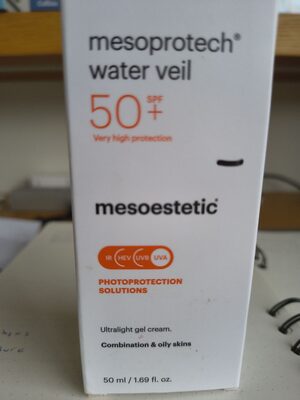 mesoprotech®
water veil
50+ SPF
Very high protection
mesoestetic®
IR HEV UVB UVA
PHOTOPROTECTION
SOLUTIONS
Ultralight gel cream.
Combination & oily skins
50 ml / 1.69 fl. oz.